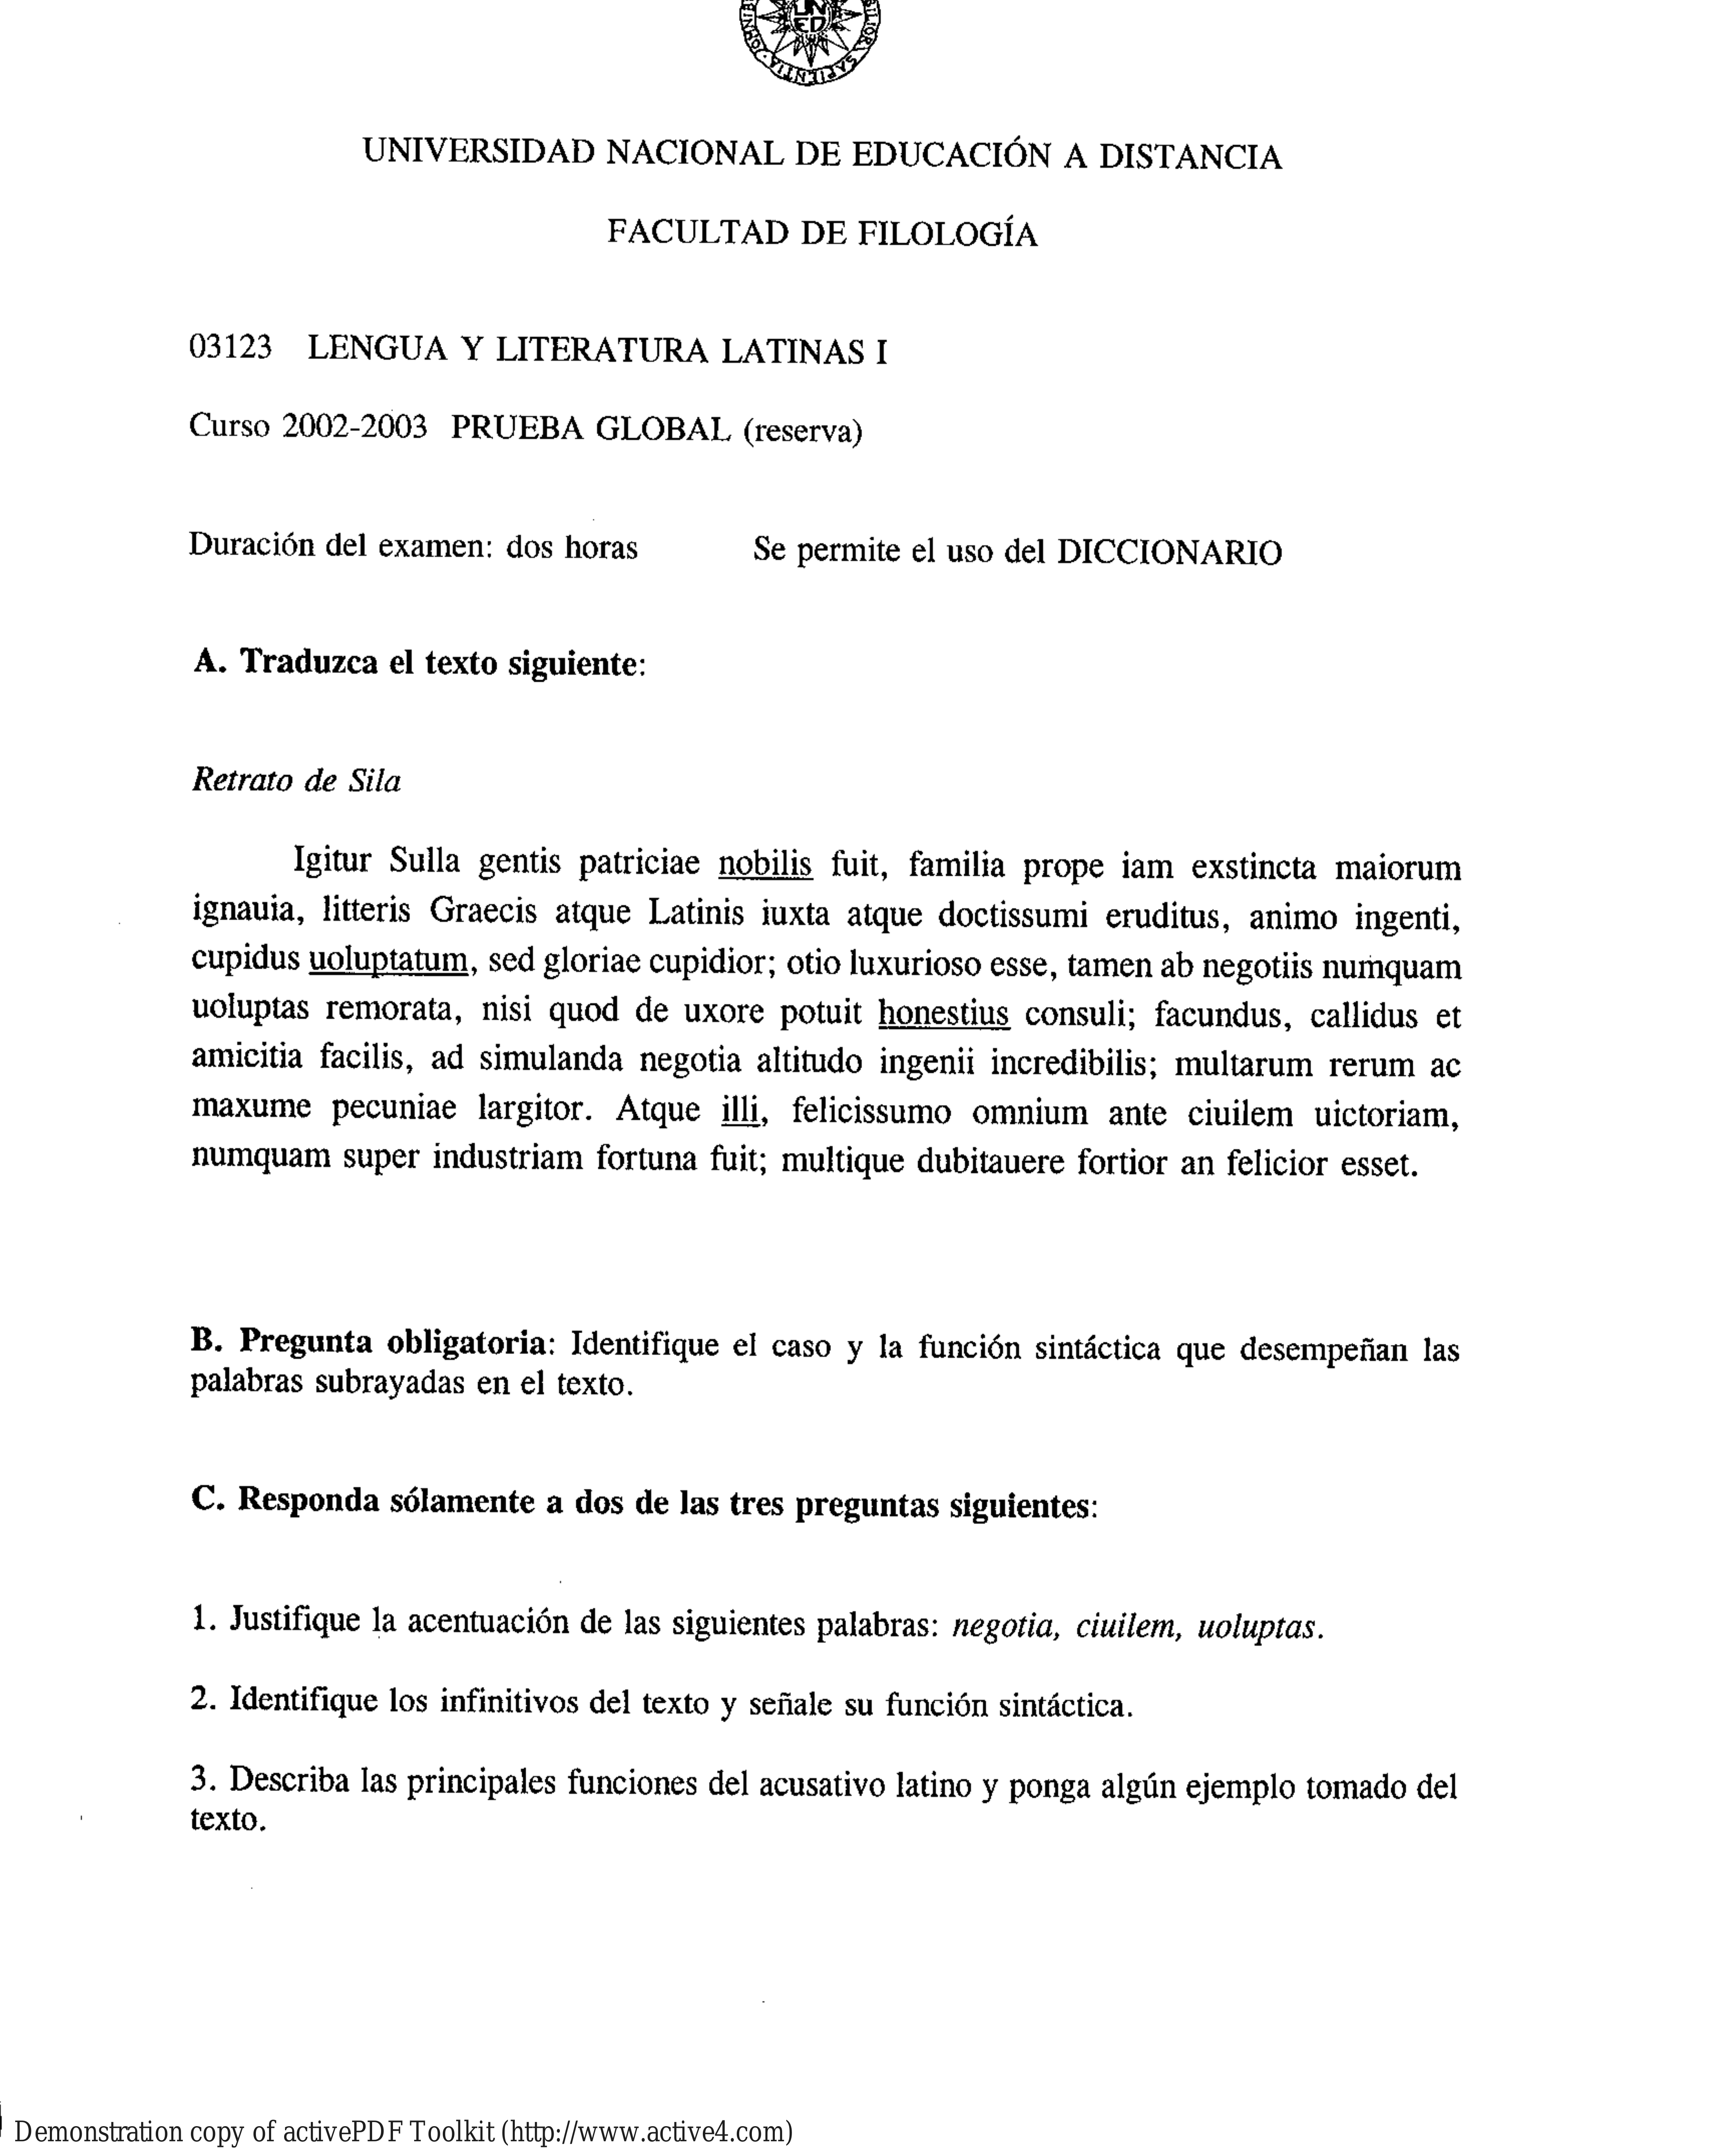 UN
ED
SAPIENTIA
UNIVERSIDAD NACIONAL DE EDUCACIÓN A DISTANCIA
FACULTAD DE FILOLOGÍA
03123 LENGUA Y LITERATURA LATINAS I
Curso 2002-2003 PRUEBA GLOBAL (reserva)
Duración del examen: dos horas Se permite el uso del DICCIONARIO
A. Traduzca el texto siguiente:
Retrato de Sila
Igitur Sulla gentis patriciae nobilis fuit, familia prope iam exstincta maiorum
ignauia, litteris Graecis atque Latinis iuxta atque doctissumi eruditus, animo ingenti,
cupidus uoluptatum, sed gloriae cupidior; otio luxurioso esse, tamen ab negotiis numquam
uoluptas remorata, nisi quod de uxore potuit honestius consuli; facundus, callidus et
amicitia facilis, ad simulanda negotia altitudo ingenii incredibilis; multarum rerum ac
maxume pecuniae largitor. Atque illi, felicissumo omnium ante ciuilem uictoriam,
numquam super industriam fortuna fuit; multique dubitauere fortior an felicior esset.
B. Pregunta obligatoria: Identifique el caso y la función sintáctica que desempeñan las
palabras subrayadas en el texto.
C. Responda sólamente a dos de las tres preguntas siguientes:
1. Justifique la acentuación de las siguientes palabras: negotia, ciuilem, uoluptas.
2. Identifique los infinitivos del texto y señale su función sintáctica.
3. Describa las principales funciones del acusativo latino y ponga algún ejemplo tomado del
texto.
Demonstration copy of activePDF Toolkit (http://www.active4.com)